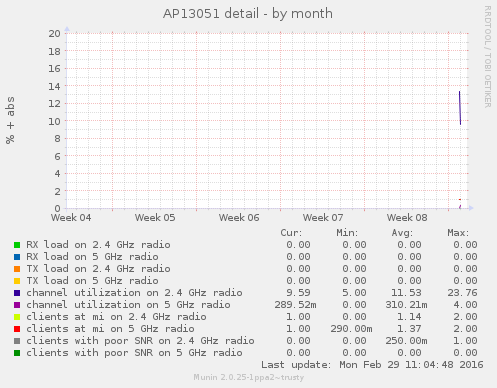 AP13051 detail - by month
RRDTOOL / TOBI OETIKER
% + abs
20
18
16
14
12
10
8
6
4
2
0
Week 04 Week 05 Week 06 Week 07 Week 08
Cur: Min: Avg: Max:
RX load on 2.4 GHz radio 0.00 0.00 0.00 0.00
RX load on 5 GHz radio 0.00 0.00 0.00 0.00
TX load on 2.4 GHz radio 0.00 0.00 0.00 0.00
TX load on 5 GHz radio 0.00 0.00 0.00 0.00
channel utilization on 2.4 GHz radio 9.59 5.00 11.53 23.76
channel utilization on 5 GHz radio 289.52m 0.00 310.21m 4.00
clients at mi on 2.4 GHz radio 1.00 0.00 1.14 2.00
clients at mi on 5 GHz radio 1.00 290.00m 1.37 2.00
clients with poor SNR on 2.4 GHz radio 0.00 0.00 250.00m 1.00
clients with poor SNR on 5 GHz radio 0.00 0.00 0.00 0.00
Last update: Mon Feb 29 11:04:48 2016
Munin 2.0.25-1ppa2~trusty